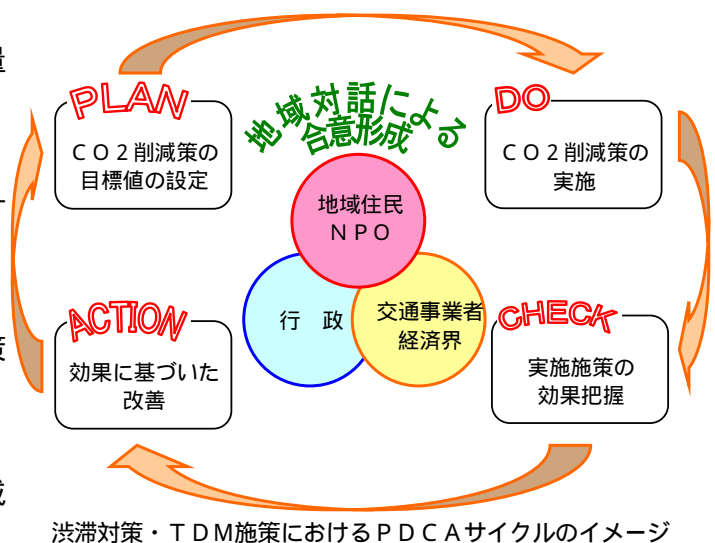 PLAN
CO2削減策の
目標値の設定
地域対話による
合意形成
DO
CO2削減策の
実施
地域住民
NPO
行 政
交通事業者
経済界
ACTION
効果に基づいた
改善
CHECK
実施施策の
効果把握
渋滞対策・TDM施策におけるPDCAサイクルのイメージ